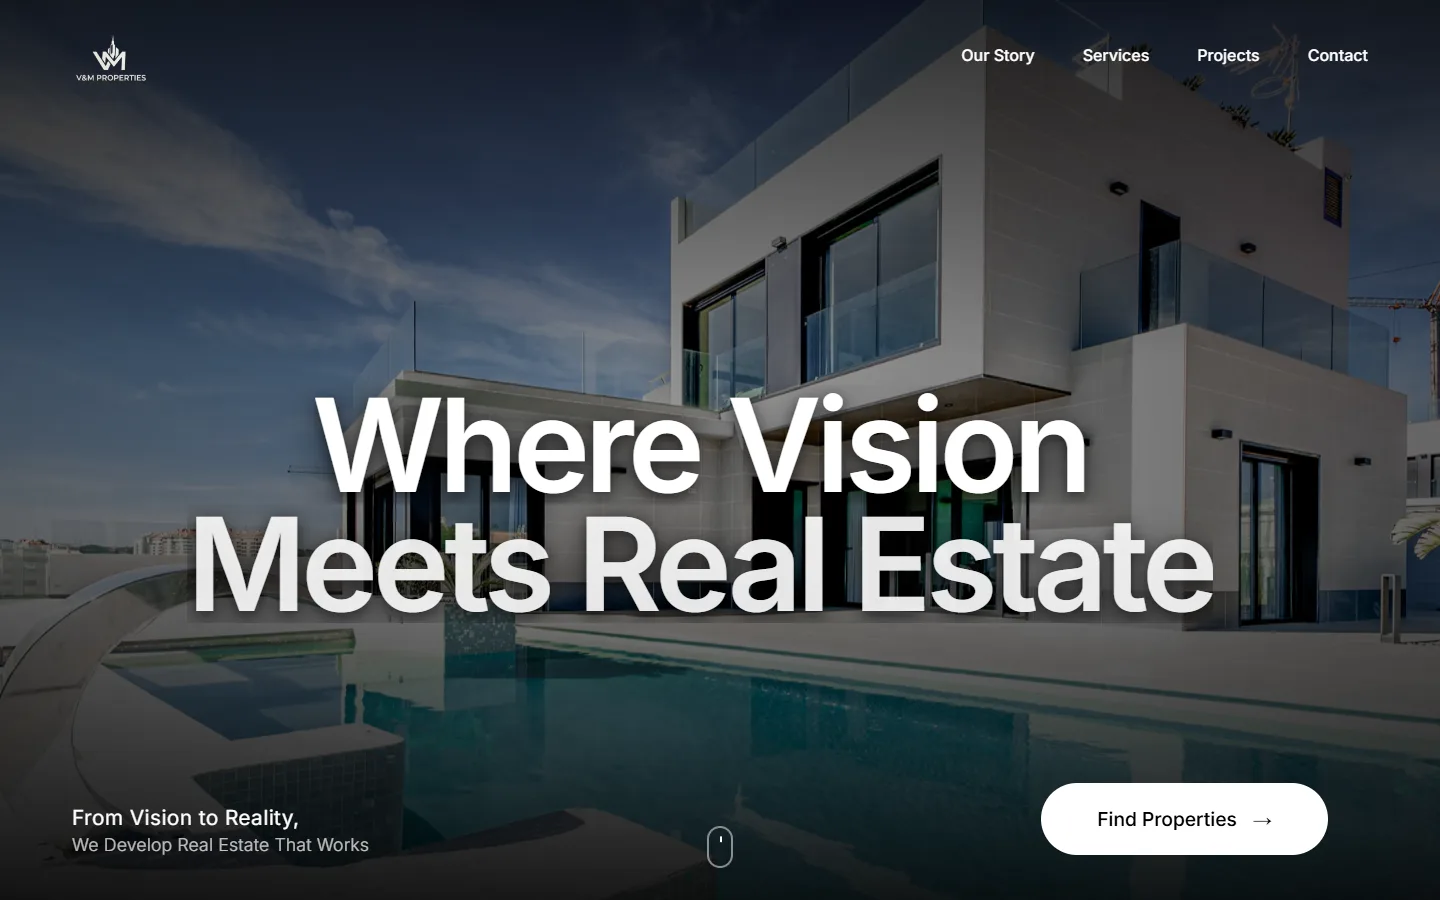 V&M PROPERTIES
Our Story
Services
Projects
Contact
Where Vision
Meets Real Estate
From Vision to Reality,
We Develop Real Estate That Works
Find Properties →